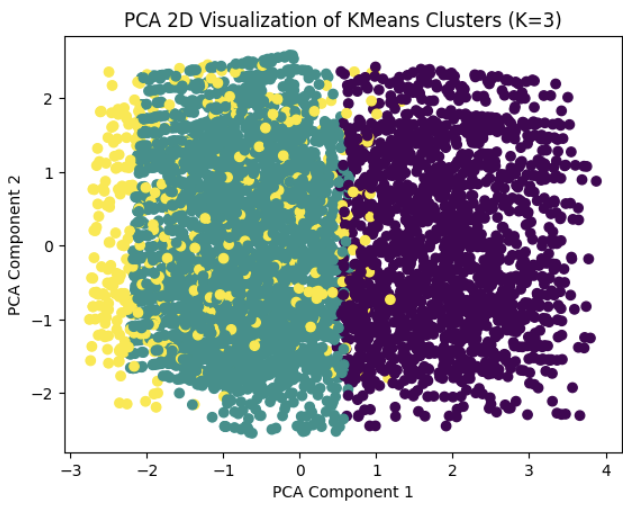 PCA 2D Visualization of KMeans Clusters (K=3)
PCA Component 2
2
1
0
−1
−2
−3 −2 −1 0 1 2 3 4
PCA Component 1